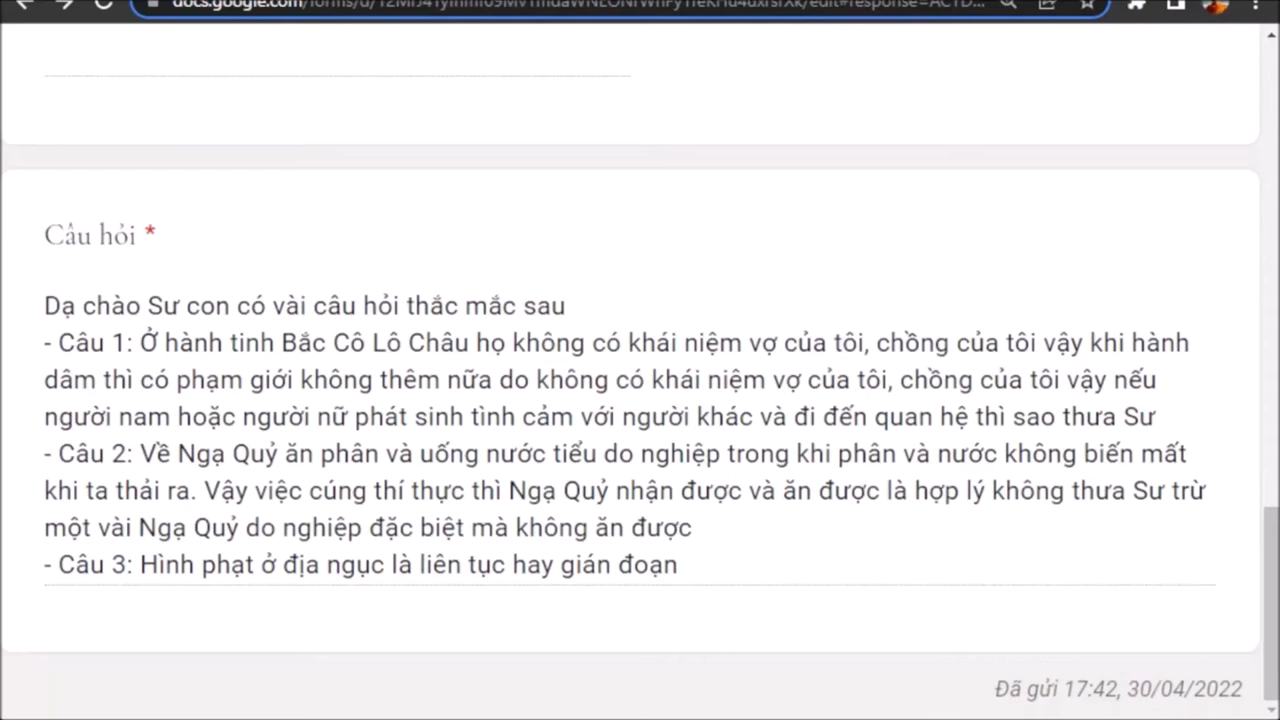 docs.google.com
Câu hỏi *
Dạ chào Sư con có vài câu hỏi thắc mắc sau
- Câu 1: Ở hành tinh Bắc Cô Lô Châu họ không có khái niệm vợ của tôi, chồng của tôi vậy khi hành
dâm thì có phạm giới không thêm nữa do không có khái niệm vợ của tôi, chồng của tôi vậy nếu
người nam hoặc người nữ phát sinh tình cảm với người khác và đi đến quan hệ thì sao thưa Sư
- Câu 2: Về Ngạ Quỷ ăn phân và uống nước tiểu do nghiệp trong khi phân và nước không biến mất
khi ta thải ra. Vậy việc cúng thí thực thì Ngạ Quỷ nhận được và ăn được là hợp lý không thưa Sư trừ
một vài Ngạ Quỷ do nghiệp đặc biệt mà không ăn được
- Câu 3: Hình phạt ở địa ngục là liên tục hay gián đoạn
Đã gửi 17:42, 30/04/2022